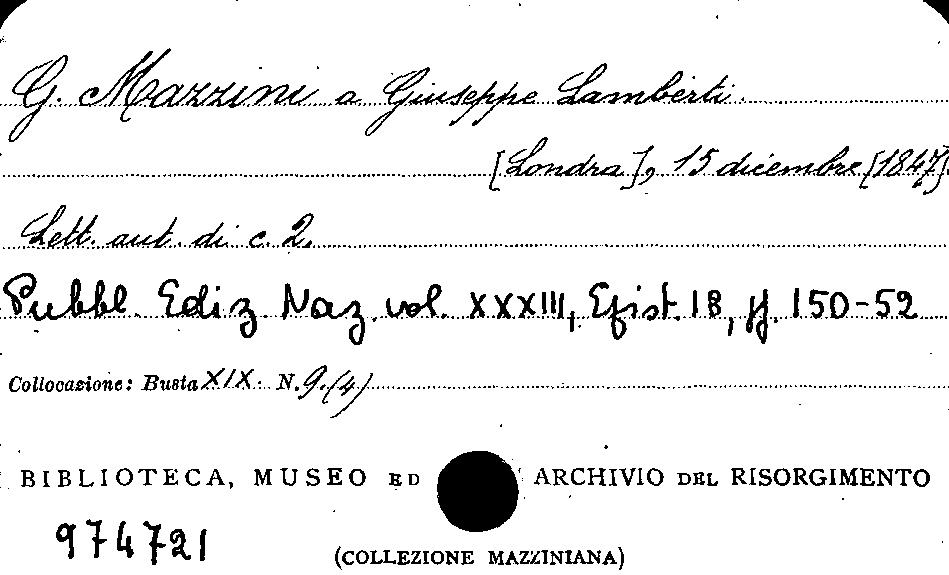 G. Mazzini a Giuseppe Lamberti.
[Londra], 15 dicembre [1847].
Lett. aut. di c. 2.
Pubbl. Ediz. Naz. vol. XXXIII, Epist. 18, pp. 150-52
Collocazione: Busta XIX. N. 9.(4)
BIBLIOTECA, MUSEO ED ARCHIVIO DEL RISORGIMENTO
974721
(COLLEZIONE MAZZINIANA)